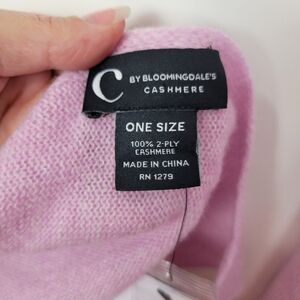 C BY BLOOMINGDALE'S
CASHMERE
ONE SIZE
100% 2-PLY
CASHMERE
MADE IN CHINA
RN 1279